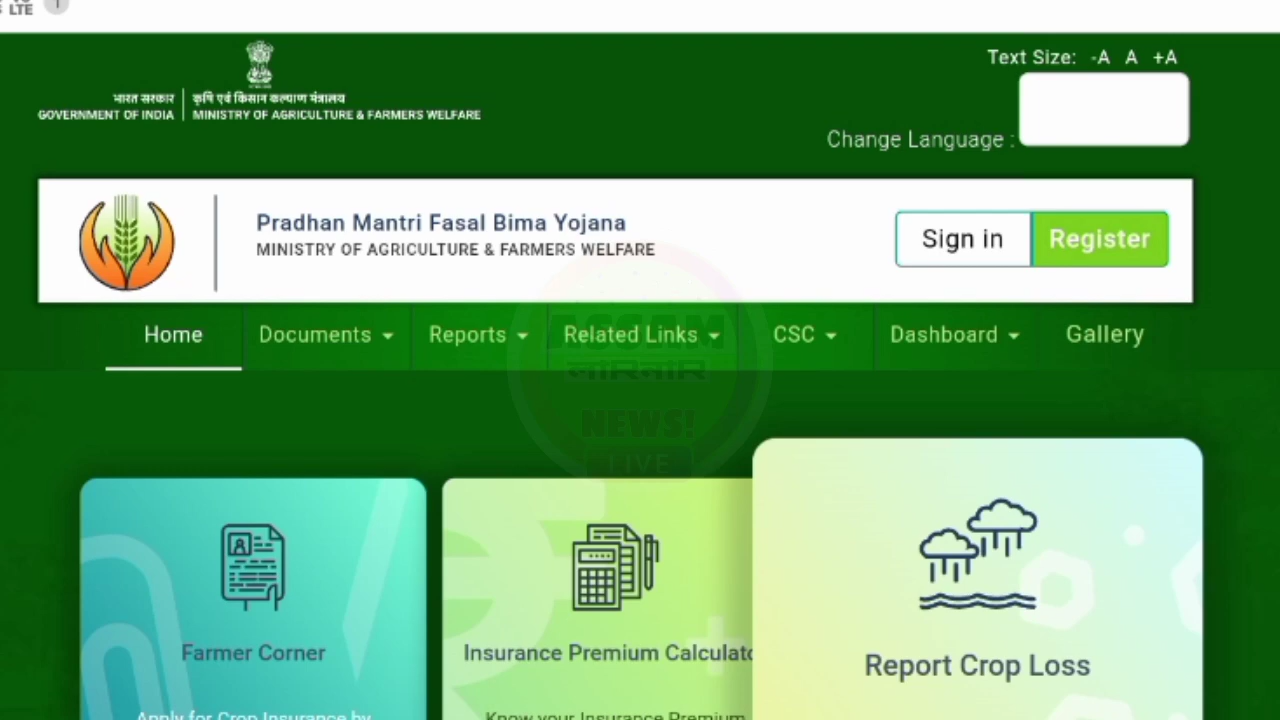 LTE 1
Text Size: -A A +A
भारत सरकार कृषि एवं किसान कल्याण मंत्रालय
GOVERNMENT OF INDIA MINISTRY OF AGRICULTURE & FARMERS WELFARE
Change Language :
Pradhan Mantri Fasal Bima Yojana
MINISTRY OF AGRICULTURE & FARMERS WELFARE
Sign in Register
Home Documents Reports Related Links CSC Dashboard Gallery
ASSAM
NEWS!
LIVE
Farmer Corner
Insurance Premium Calculato
Report Crop Loss
Apply for Crop Insurance by
Know your Insurance Premium